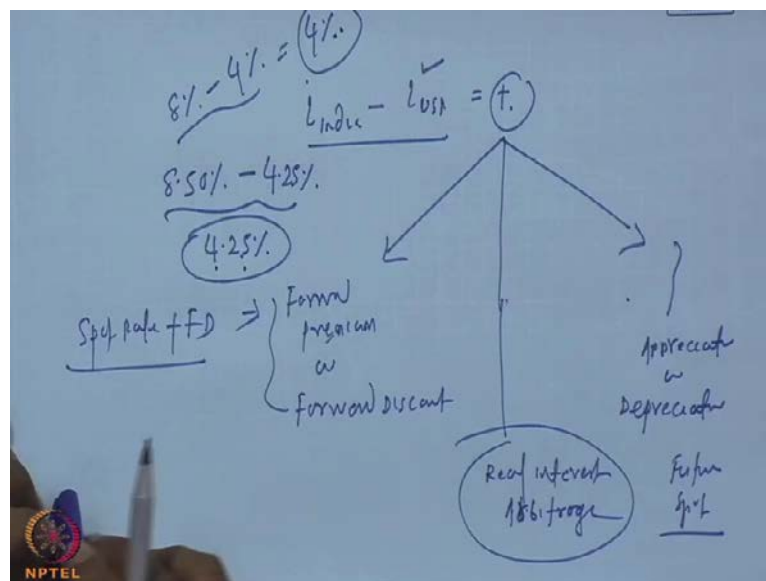 8% - 4% = 4%
i India - i USA = t.
8.50% - 4.25%
4.25%
Spot Rate + FD → Forward
premium
or
Forward Discount
Appreciation
or
Depreciation
Real interest
Arbitrage
Future
Spot
NPTEL